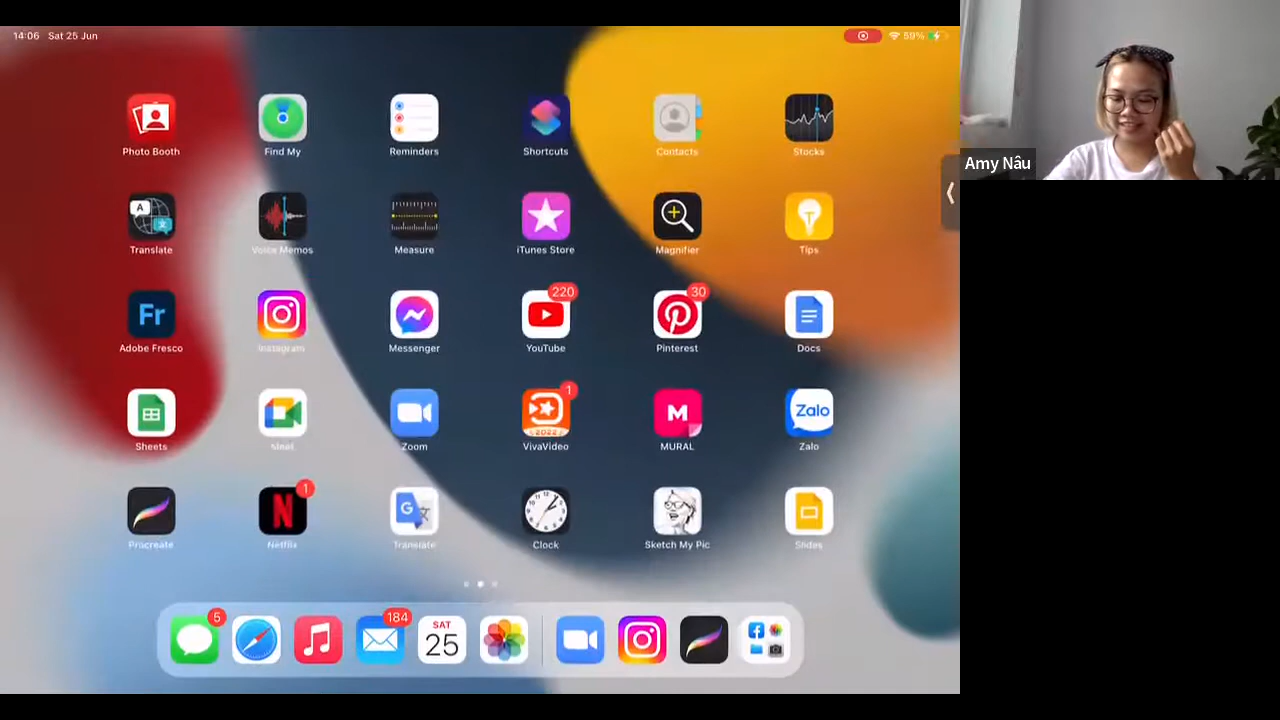 14:06 Sat 25 Jun
59%
Photo Booth
Find My
Reminders
Shortcuts
Contacts
Stocks
Amy Nâu
A
Translate
Voice Memos
Measure
iTunes Store
Magnifier
T
Tips
Fr
220
30
Adobe Fresco
Instagram
Messenger
YouTube
Pinterest
Docs
1
2022
M
Zalo
Sheets
Meet
Zoom
VivaVideo
MURAL
Zalo
N
1
G
Procreate
Netflix
Translate
Clock
Sketch My Pic
Slides
5
184
SAT
25